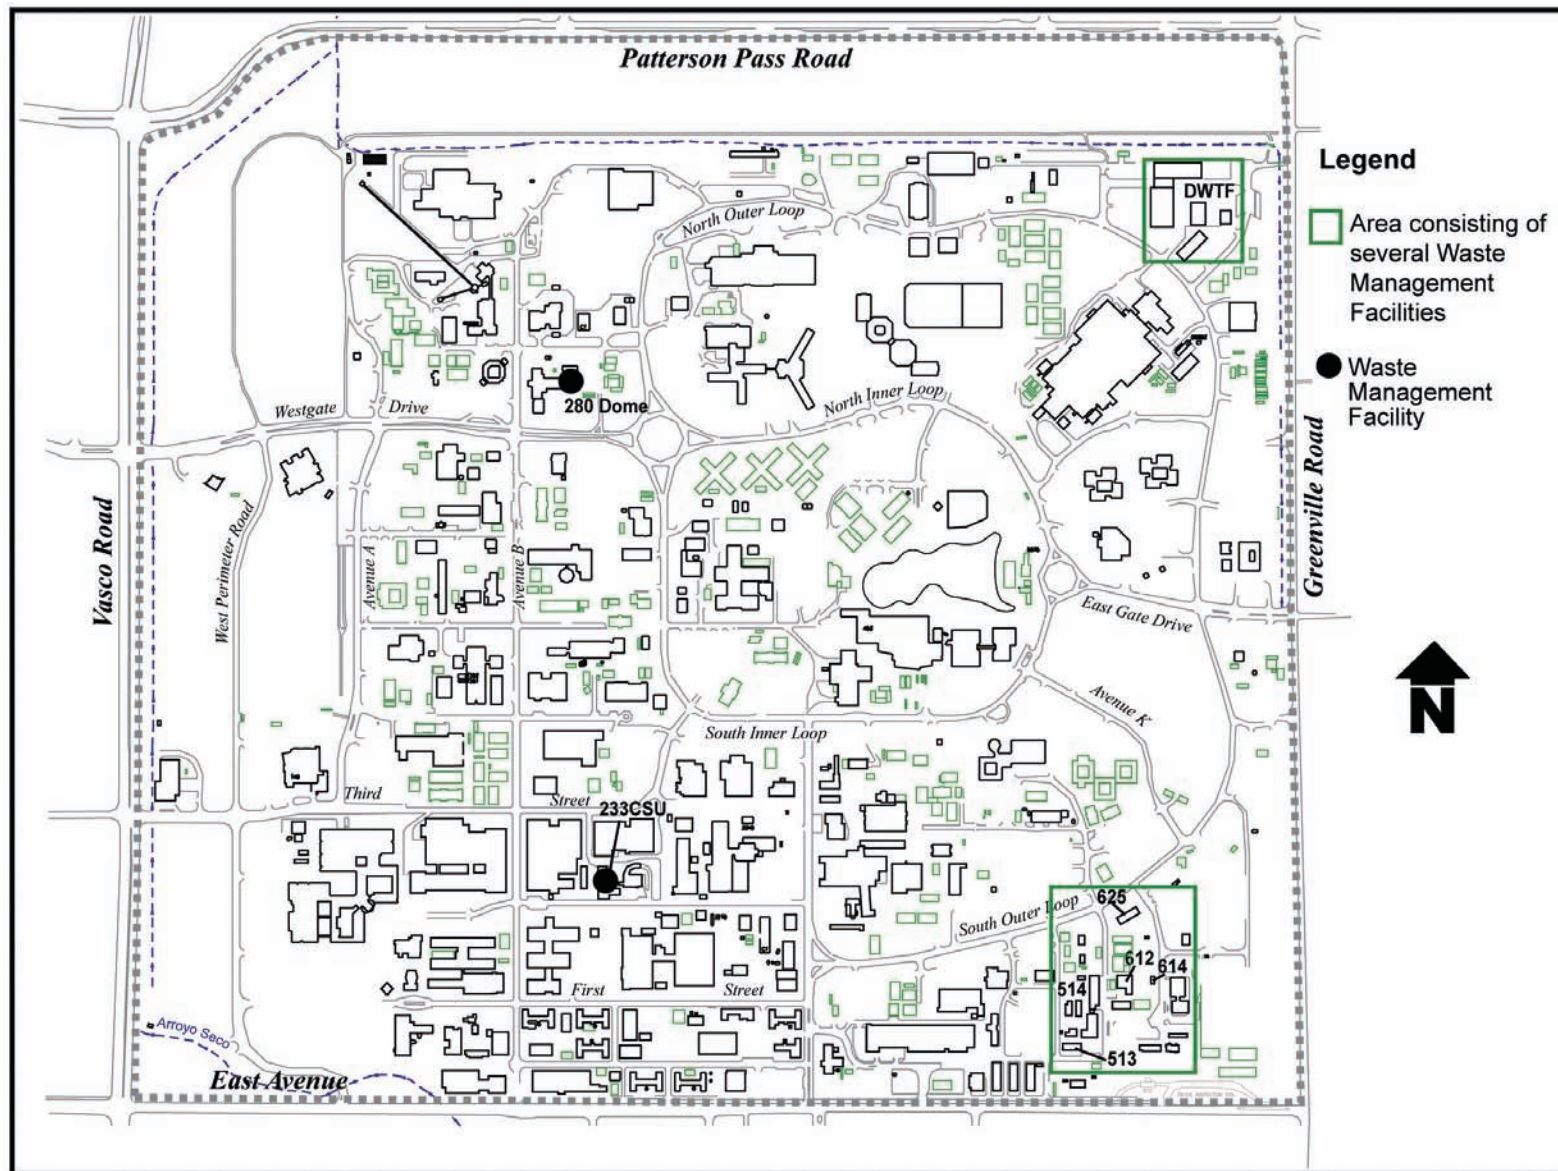 Patterson Pass Road
Legend
Area consisting of
several Waste
Management
Facilities
Waste
Management
Facility
DWTF
North Outer Loop
280 Dome
North Inner Loop
Westgate Drive
Vasco Road
Greenville Road
West Perimeter Road
Avenue A
Avenue B
East Gate Drive
Avenue K
South Inner Loop
Third Street
233CSU
South Outer Loop
625
612
614
514
513
First Street
Arroyo Seco
East Avenue
N